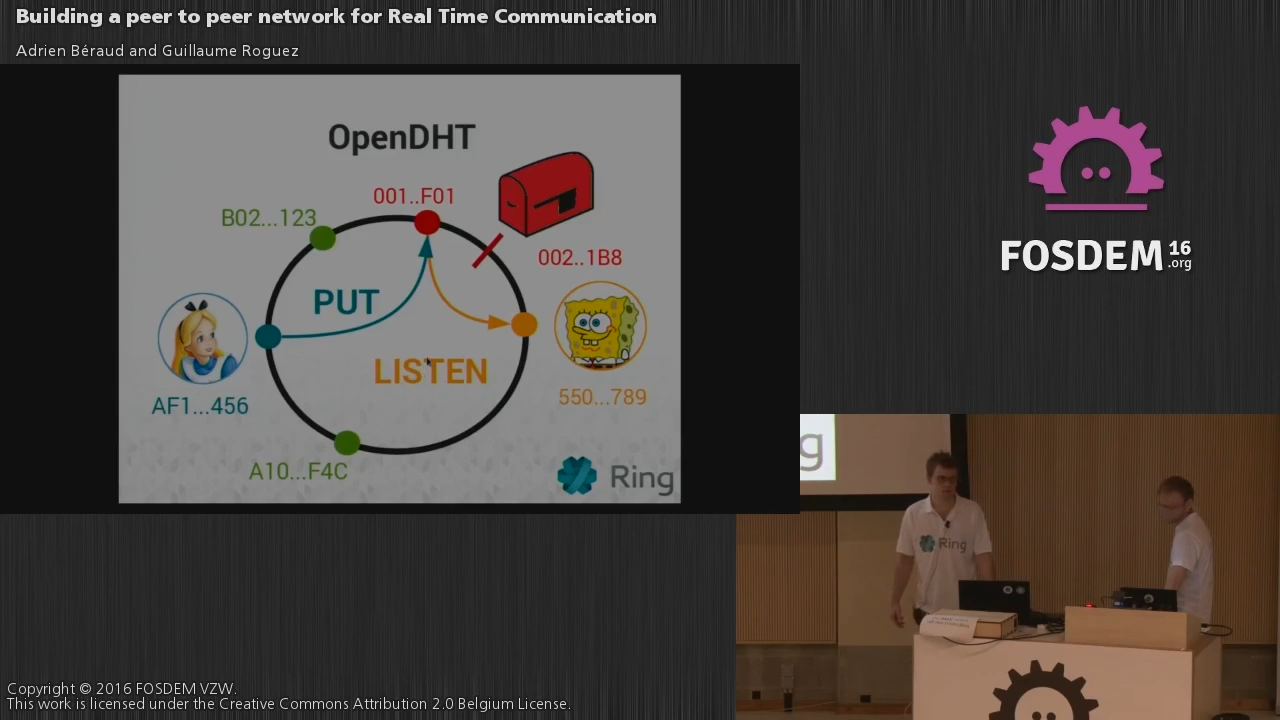 Building a peer to peer network for Real Time Communication
Adrien Béraud and Guillaume Roguez
OpenDHT
001..F01
B02...123
002..1B8
PUT
LISTEN
AF1...456
550...789
A10...F4C
Ring
FOSDEM 16
.org
g
Ring
Copyright © 2016 FOSDEM VZW.
This work is licensed under the Creative Commons Attribution 2.0 Belgium License.